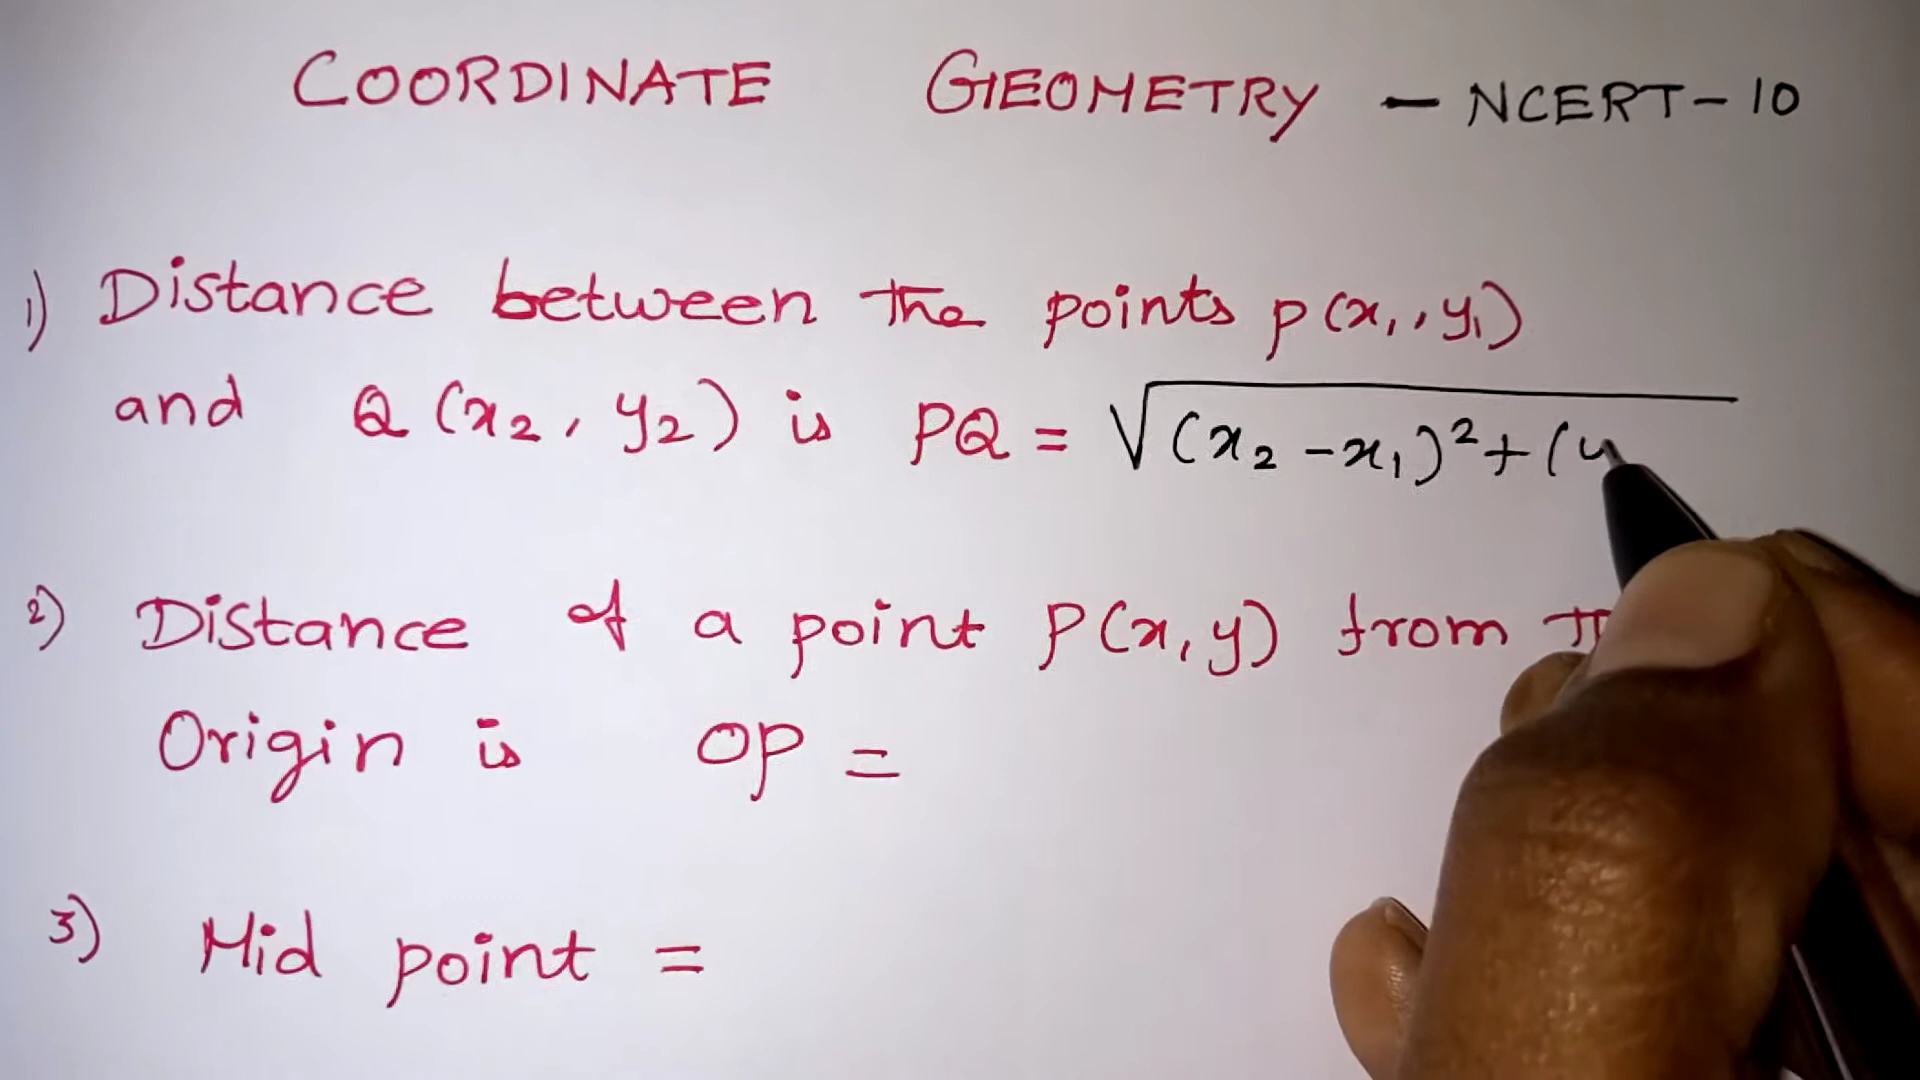 COORDINATE GEOMETRY - NCERT-10
1) Distance between the points P(x₁, y₁)
and Q(x₂, y₂) is PQ = √(x₂-x₁)²+(y
2) Distance of a point P(x,y) from
Origin is OP =
3) Mid point =